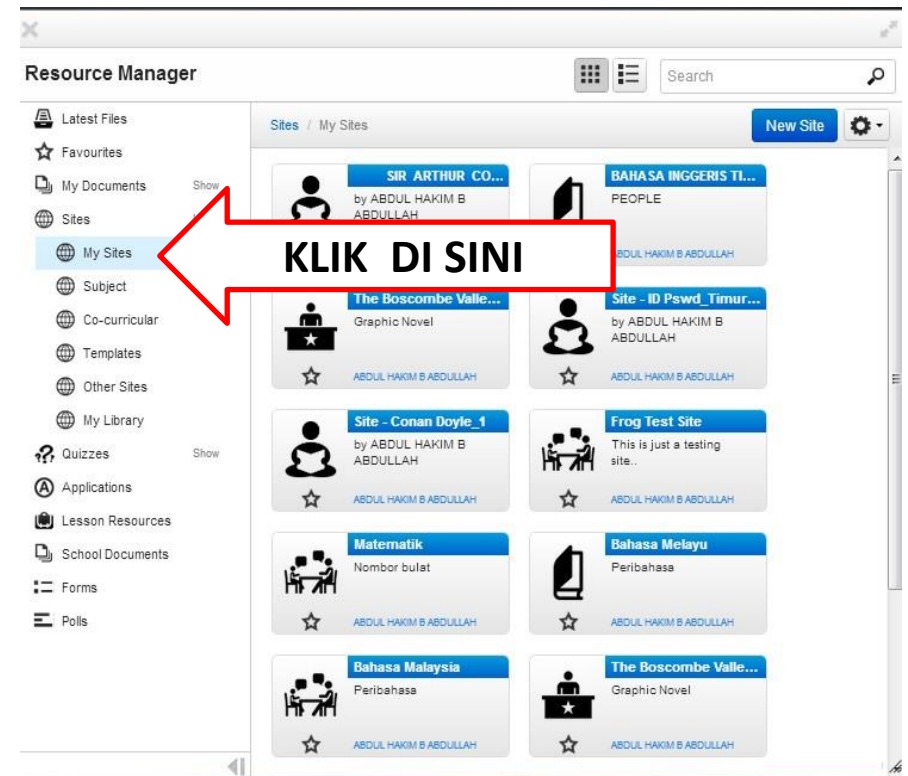 Resource Manager
Search
Latest Files
Favourites
My Documents Show
Sites
My Sites
Subject
Co-curricular
Templates
Other Sites
My Library
Quizzes Show
Applications
Lesson Resources
School Documents
Forms
Polls
Sites / My Sites
New Site
SIR ARTHUR CO...
by ABDUL HAKIM B
ABDULLAH
BAHASA INGGERIS TI...
PEOPLE
ABDUL HAKIM B ABDULLAH
KLIK DI SINI
The Boscombe Valle...
Graphic Novel
ABDUL HAKIM B ABDULLAH
Site - ID Pswd_Timur...
by ABDUL HAKIM B
ABDULLAH
ABDUL HAKIM B ABDULLAH
Site - Conan Doyle_1
by ABDUL HAKIM B
ABDULLAH
ABDUL HAKIM B ABDULLAH
Frog Test Site
This is just a testing
site..
ABDUL HAKIM B ABDULLAH
Matematik
Nombor bulat
ABDUL HAKIM B ABDULLAH
Bahasa Melayu
Peribahasa
ABDUL HAKIM B ABDULLAH
Bahasa Malaysia
Peribahasa
ABDUL HAKIM B ABDULLAH
The Boscombe Valle...
Graphic Novel
ABDUL HAKIM B ABDULLAH